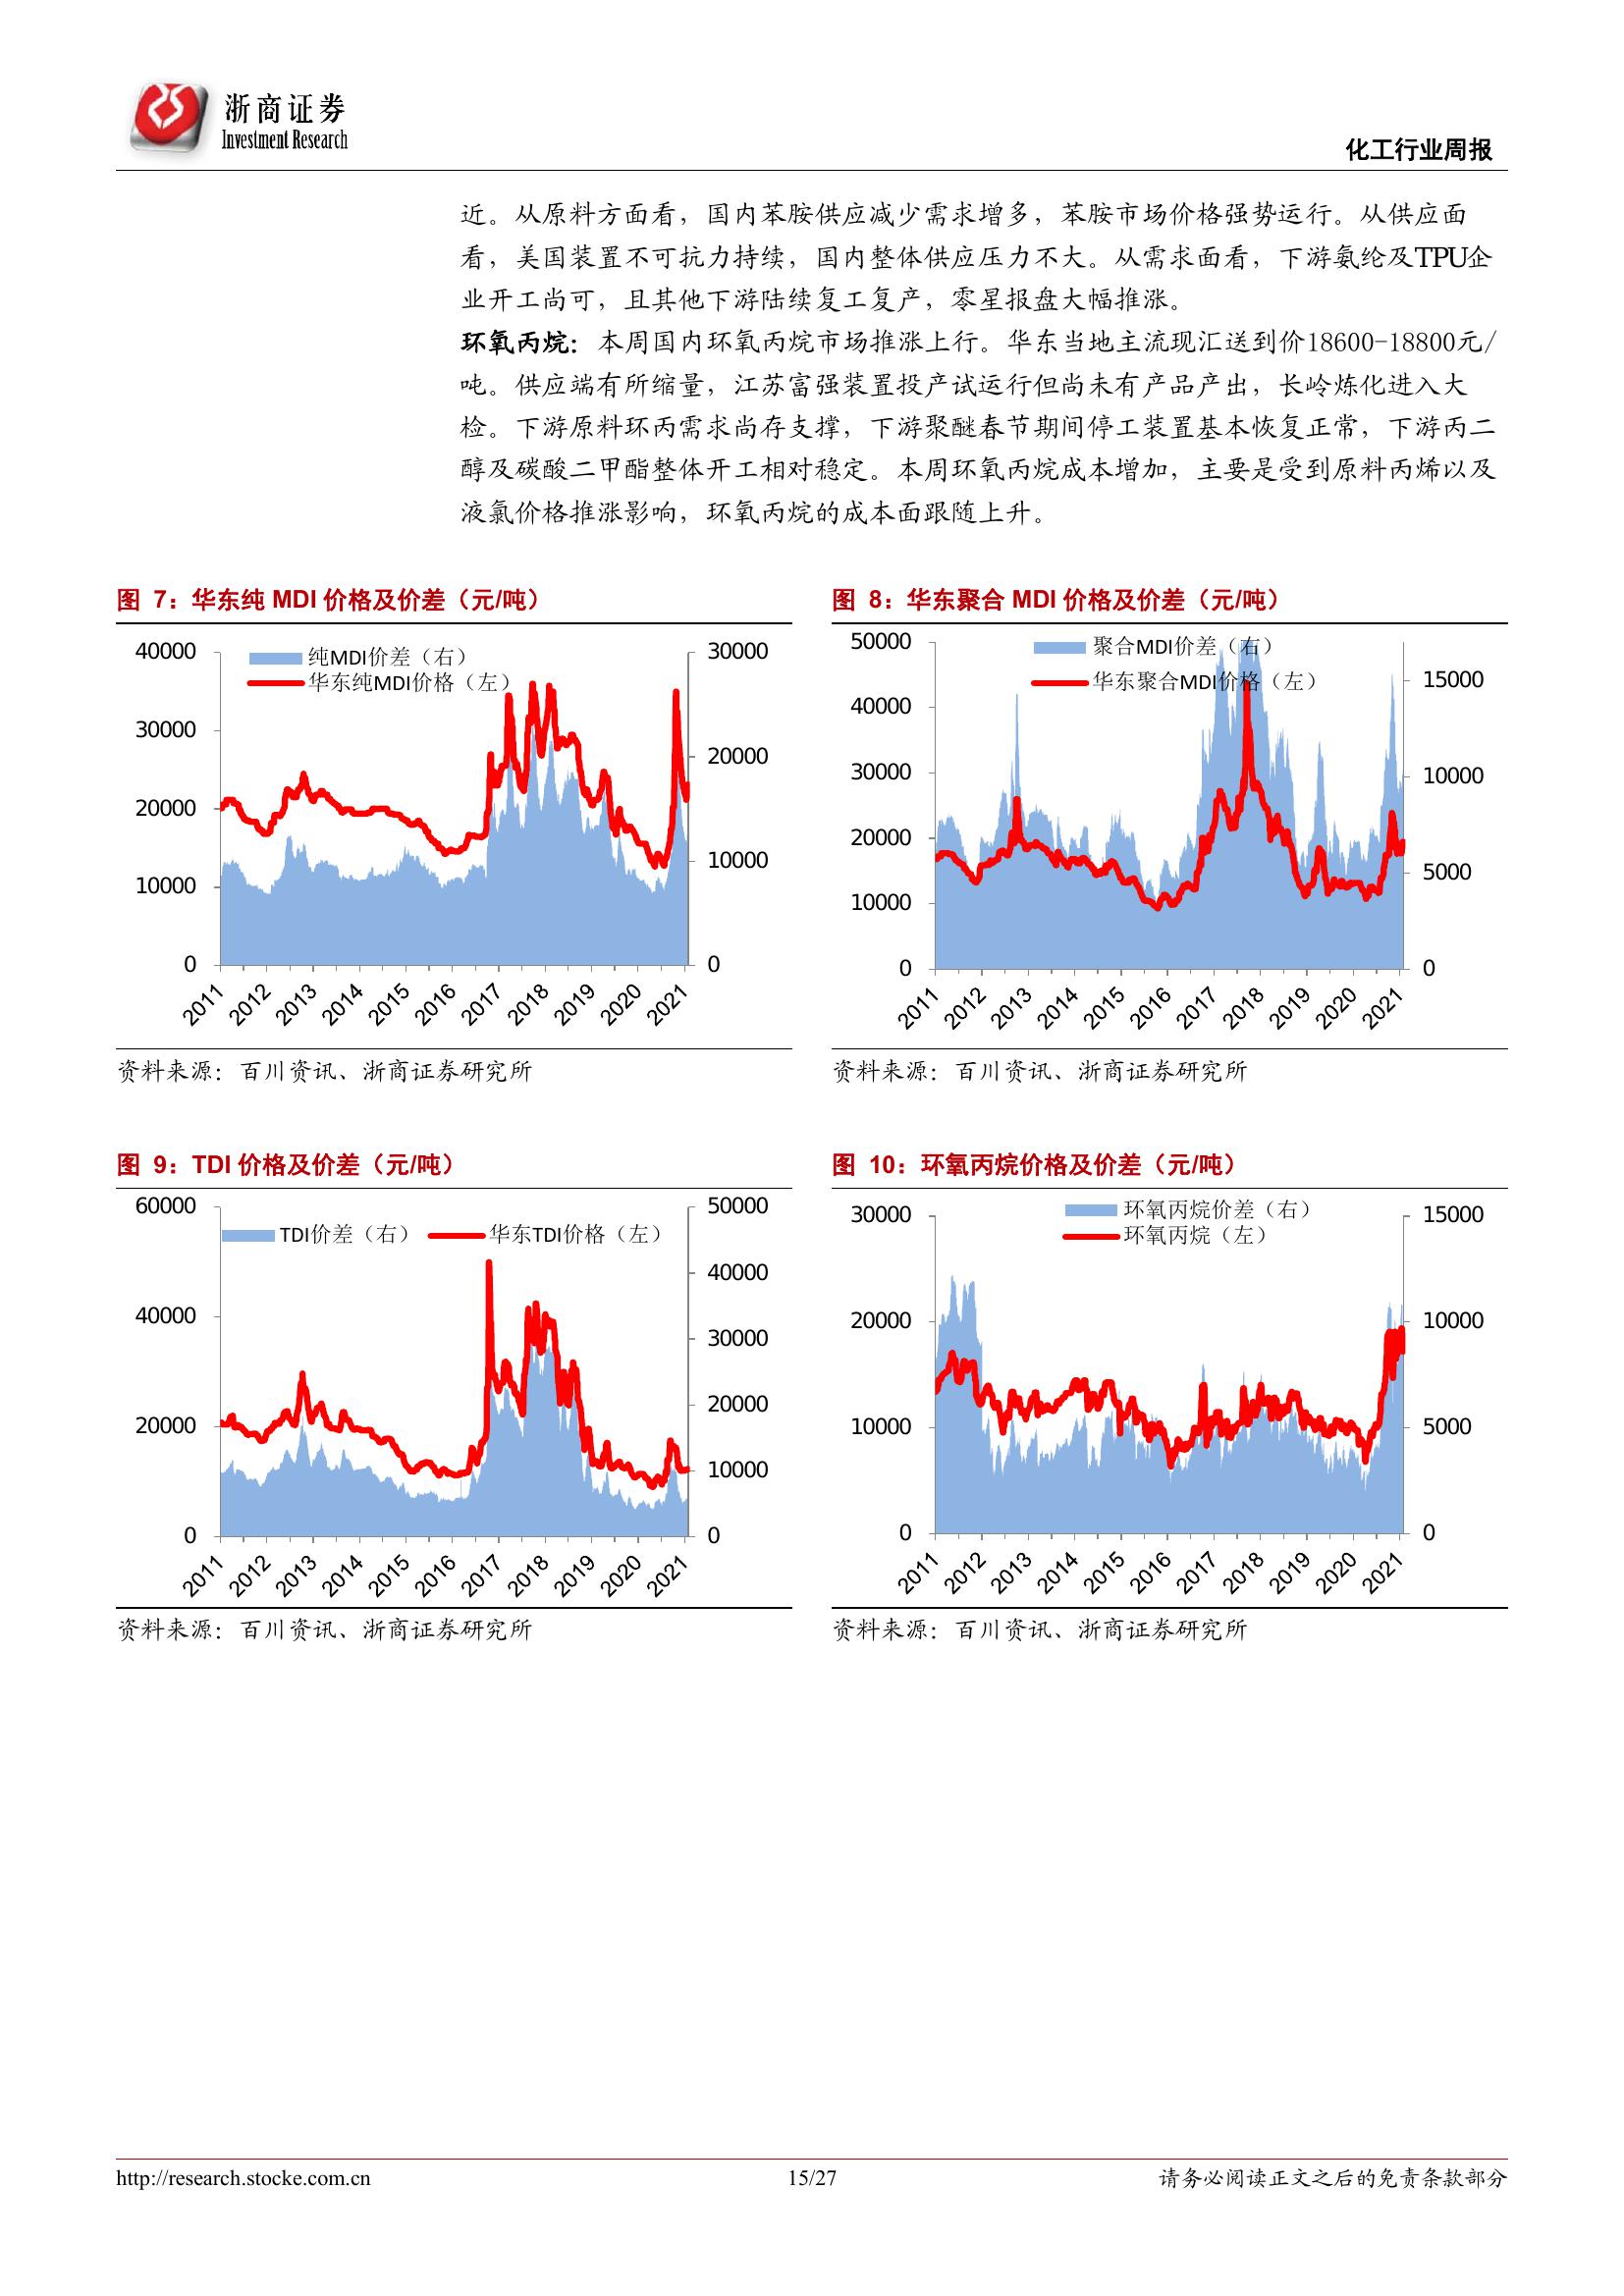 浙商证券
Investment Research
化工行业周报
近。从原料方面看，国内苯胺供应减少需求增多，苯胺市场价格强势运行。从供应面
看，美国装置不可抗力持续，国内整体供应压力不大。从需求面看，下游氨纶及TPU企
业开工尚可，且其他下游陆续复工复产，零星报盘大幅推涨。
环氧丙烷：本周国内环氧丙烷市场推涨上行。华东当地主流现汇送到价18600-18800元/
吨。供应端有所缩量，江苏富强装置投产试运行但尚未有产品产出，长岭炼化进入大
检。下游原料环丙需求尚存支撑，下游聚醚春节期间停工装置基本恢复正常，下游丙二
醇及碳酸二甲酯整体开工相对稳定。本周环氧丙烷成本增加，主要是受到原料丙烯以及
液氯价格推涨影响，环氧丙烷的成本面跟随上升。
图 7：华东纯 MDI 价格及价差（元/吨）
纯MDI价差（右）
华东纯MDI价格（左）
40000
30000
20000
10000
0
30000
20000
10000
0
2011 2012 2013 2014 2015 2016 2017 2018 2019 2020 2021
资料来源：百川资讯、浙商证券研究所
图 8：华东聚合 MDI 价格及价差（元/吨）
聚合MDI价差（右）
华东聚合MDI价格（左）
50000
40000
30000
20000
10000
0
15000
10000
5000
0
2011 2012 2013 2014 2015 2016 2017 2018 2019 2020 2021
资料来源：百川资讯、浙商证券研究所
图 9：TDI 价格及价差（元/吨）
TDI价差（右） 华东TDI价格（左）
60000
40000
20000
0
50000
40000
30000
20000
10000
0
2011 2012 2013 2014 2015 2016 2017 2018 2019 2020 2021
资料来源：百川资讯、浙商证券研究所
图 10：环氧丙烷价格及价差（元/吨）
环氧丙烷价差（右）
环氧丙烷（左）
30000
20000
10000
0
15000
10000
5000
0
2011 2012 2013 2014 2015 2016 2017 2018 2019 2020 2021
资料来源：百川资讯、浙商证券研究所
http://research.stocke.com.cn 15/27 请务必阅读正文之后的免责条款部分